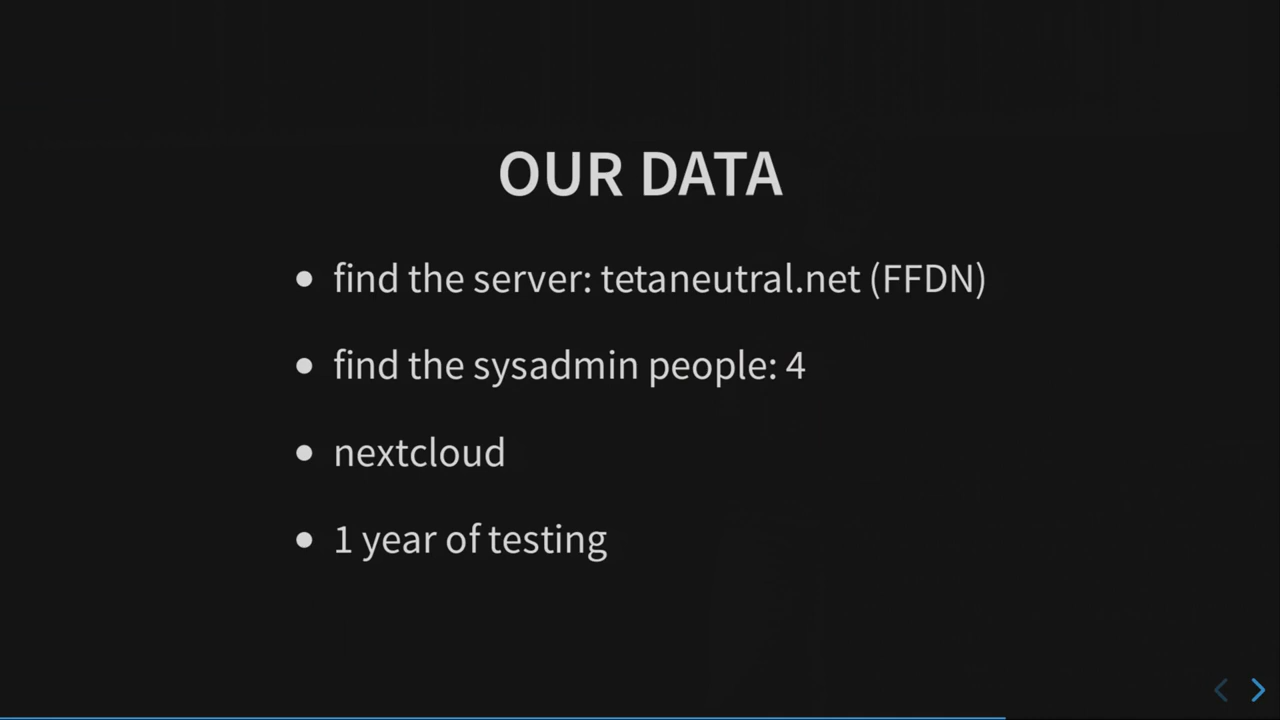 OUR DATA
find the server: tetaneutral.net (FFDN)
find the sysadmin people: 4
nextcloud
1 year of testing